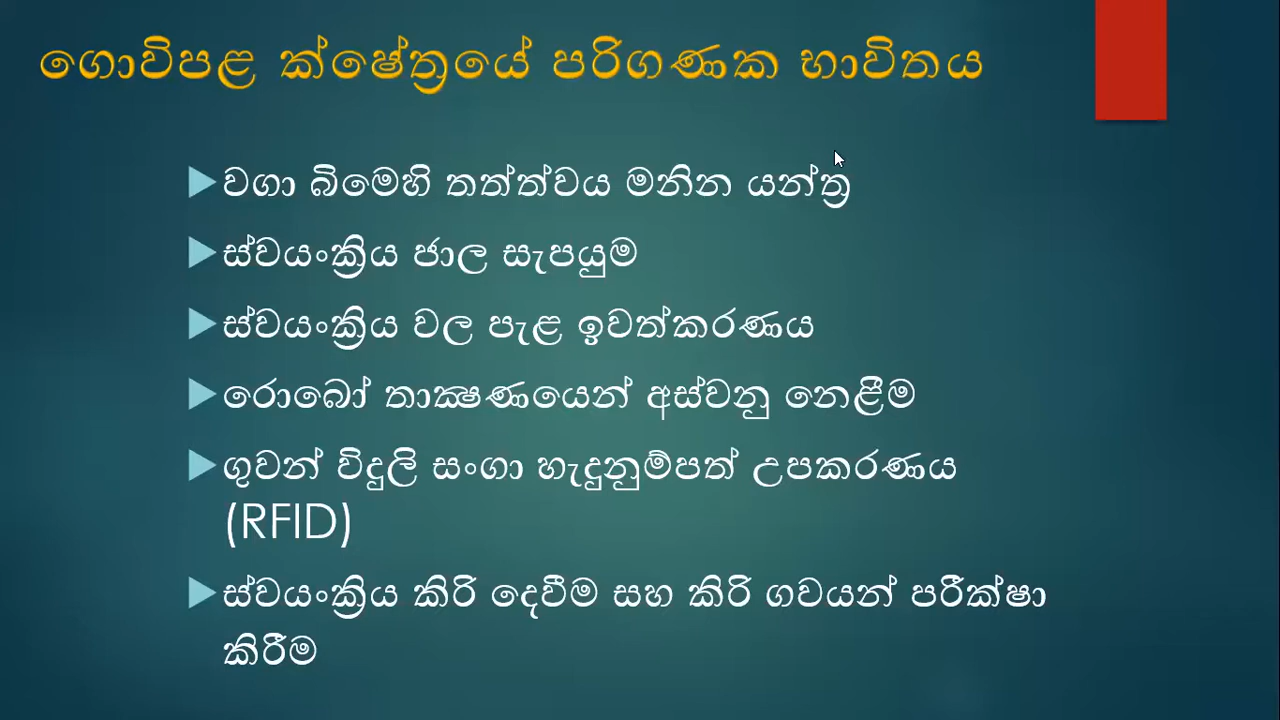 ගොවිපළ ක්ෂේත්‍රයේ පරිගණක භාවිතය
වගා බිමෙහි තත්ත්වය මනින යන්ත්‍ර
ස්වයංක්‍රිය ජාල සැපයුම
ස්වයංක්‍රිය වල පැළ ඉවත්කරණය
රොබෝ තාක්‍ෂණයෙන් අස්වනු නෙළීම
ගුවන් විදුලි සංඟා හැදුනුම්පත් උපකරණය
(RFID)
ස්වයංක්‍රිය කිරි දෙවීම සහ කිරි ගවයන් පරීක්ෂා
කිරීම